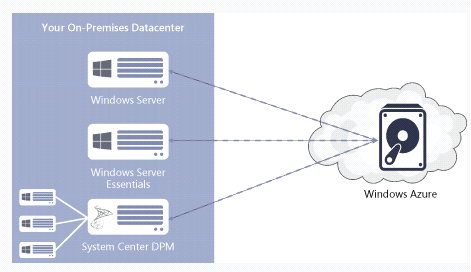 Your On-Premises Datacenter
Windows Server
Windows Server
Essentials
System Center DPM
Windows Azure